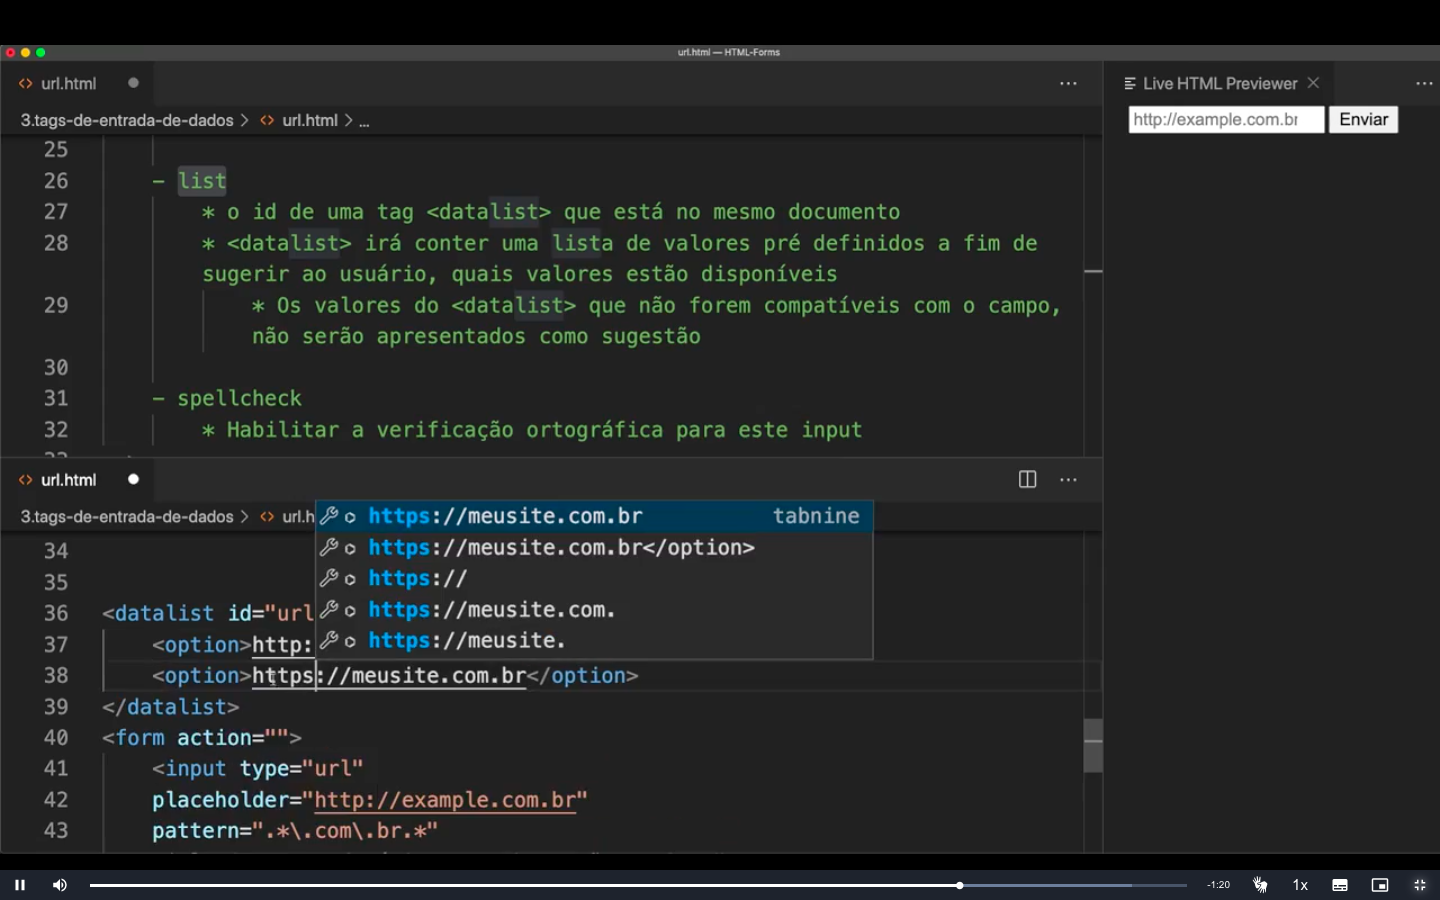 url.html — HTML-Forms
url.html
Live HTML Previewer
3.tags-de-entrada-de-dados > url.html > ...
http://example.com.br
Enviar
25
26 - list
27 * o id de uma tag <datalist> que está no mesmo documento
28 * <datalist> irá conter uma lista de valores pré definidos a fim de
sugerir ao usuário, quais valores estão disponíveis
29 * Os valores do <datalist> que não forem compatíveis com o campo,
não serão apresentados como sugestão
30
31 - spellcheck
32 * Habilitar a verificação ortográfica para este input
url.html
3.tags-de-entrada-de-dados > url.h
https://meusite.com.br tabnine
https://meusite.com.br</option>
https://
https://meusite.com.
https://meusite.
34
35
36 <datalist id="url
37 <option>http:
38 <option>https://meusite.com.br</option>
39 </datalist>
40 <form action="">
41 <input type="url"
42 placeholder="http://example.com.br"
43 pattern=".*\.com\.br.*"
-1:20
1x